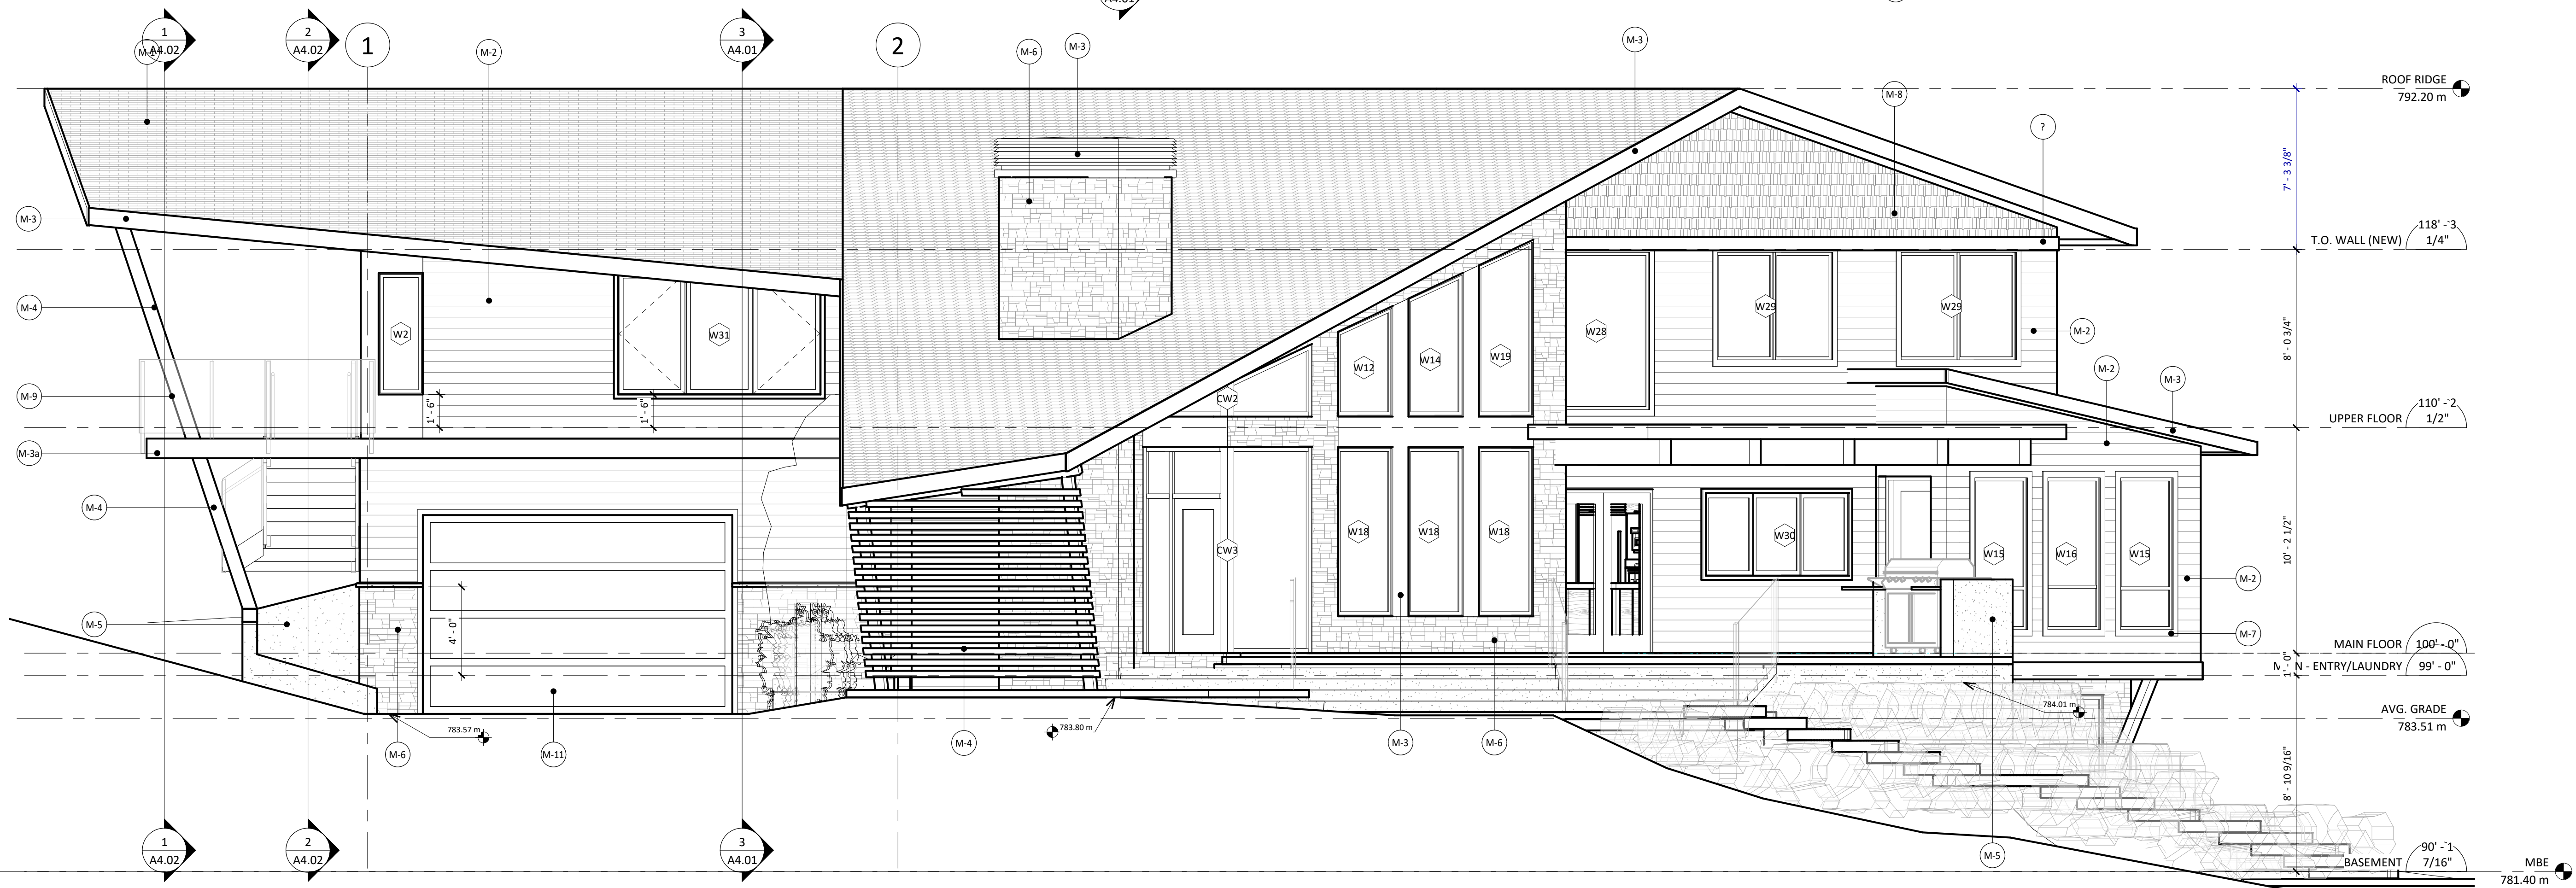 A4.01
1
A4.02
2
A4.02
1
3
A4.01
2
M-1
M-2
M-6
M-3
M-3
M-8
?
ROOF RIDGE
792.20 m
7' - 3 3/8"
M-3
T.O. WALL (NEW)
118' - 3
1/4"
M-4
W2
W31
W12
W14
W19
W28
W29
W29
M-2
8' - 0 3/4"
M-2
M-3
M-9
1' - 6"
1' - 6"
CW2
UPPER FLOOR
110' - 2
1/2"
M-3a
M-4
W18
W18
W18
CW3
W30
W15
W16
W15
10' - 2 1/2"
M-2
M-5
4' - 0"
M-7
MAIN FLOOR
100' - 0"
1' - 0"
N - ENTRY/LAUNDRY
99' - 0"
783.57 m
783.80 m
784.01 m
AVG. GRADE
783.51 m
M-6
M-11
M-4
M-3
M-6
8' - 10 9/16"
M-5
1
A4.02
2
A4.02
3
A4.01
BASEMENT
90' - 1
7/16"
MBE
781.40 m